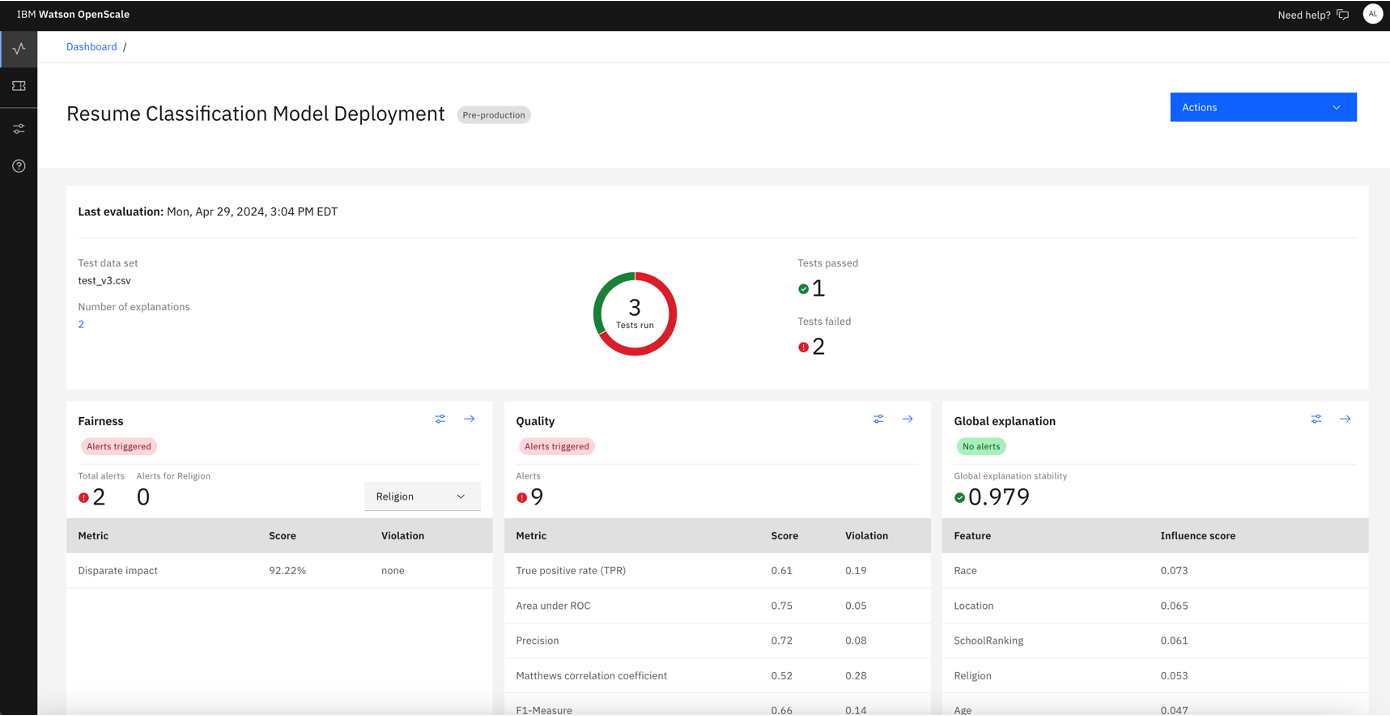 IBM Watson OpenScale
Need help?
AL
Dashboard /
Resume Classification Model Deployment
Pre-production
Actions
Last evaluation: Mon, Apr 29, 2024, 3:04 PM EDT
Test data set
test_v3.csv
Number of explanations
2
3
Tests run
Tests passed
1
Tests failed
2
Fairness
Alerts triggered
Total alerts Alerts for Religion
2 0
Religion
Metric Score Violation
Disparate impact 92.22% none
Quality
Alerts triggered
Alerts
9
Metric Score Violation
True positive rate (TPR) 0.61 0.19
Area under ROC 0.75 0.05
Precision 0.72 0.08
Matthews correlation coefficient 0.52 0.28
F1-Measure 0.66 0.14
Global explanation
No alerts
Global explanation stability
0.979
Feature Influence score
Race 0.073
Location 0.065
SchoolRanking 0.061
Religion 0.053
Age 0.047